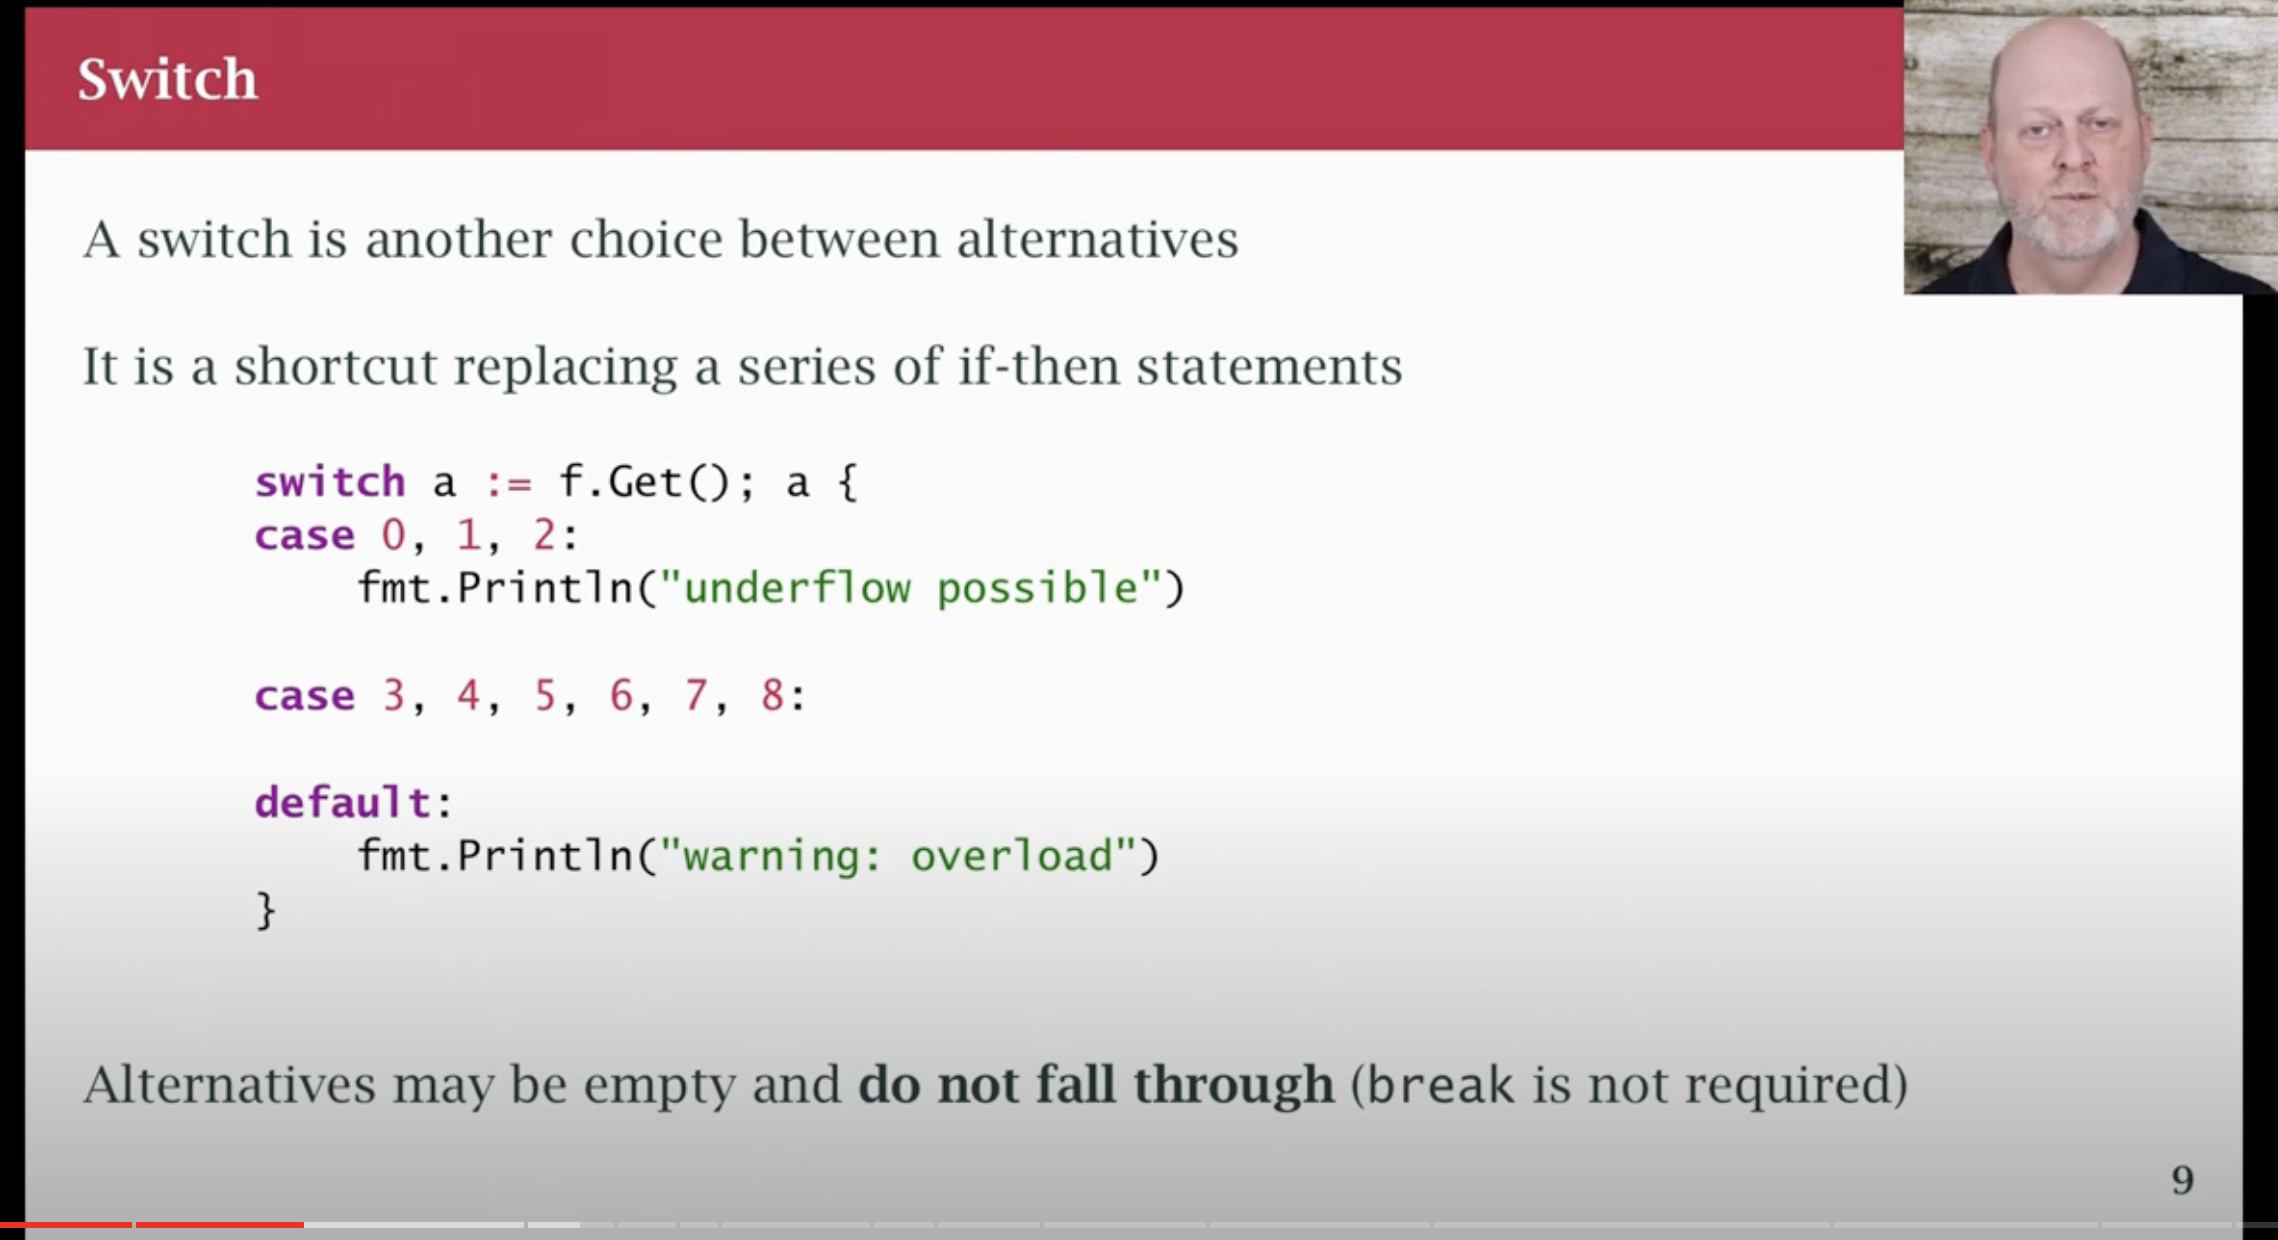 Switch
A switch is another choice between alternatives
It is a shortcut replacing a series of if-then statements
switch a := f.Get(); a {
case 0, 1, 2:
    fmt.Println("underflow possible")
case 3, 4, 5, 6, 7, 8:
default:
    fmt.Println("warning: overload")
}
Alternatives may be empty and do not fall through (break is not required)
9